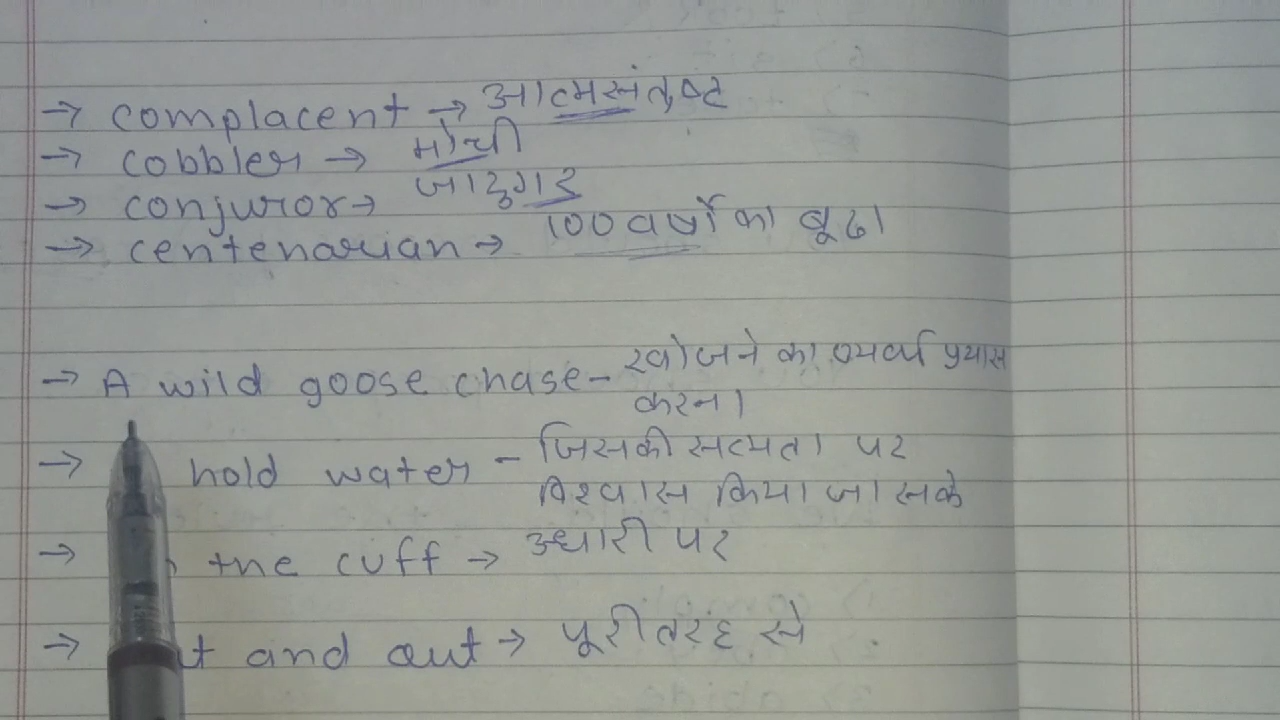 → complacent → आत्मसंतुष्ट
→ cobbler → मोची
→ conjuror → जादुगर
→ centenarian → 100 वर्षों का बूढा
→ A wild goose chase - खोजने का व्यर्थ प्रयास
करना
→ hold water - जिसकी सत्यता पर
विश्वास किया जा सके
→ the cuff → उधारी पर
→ and out → पूरी तरह से